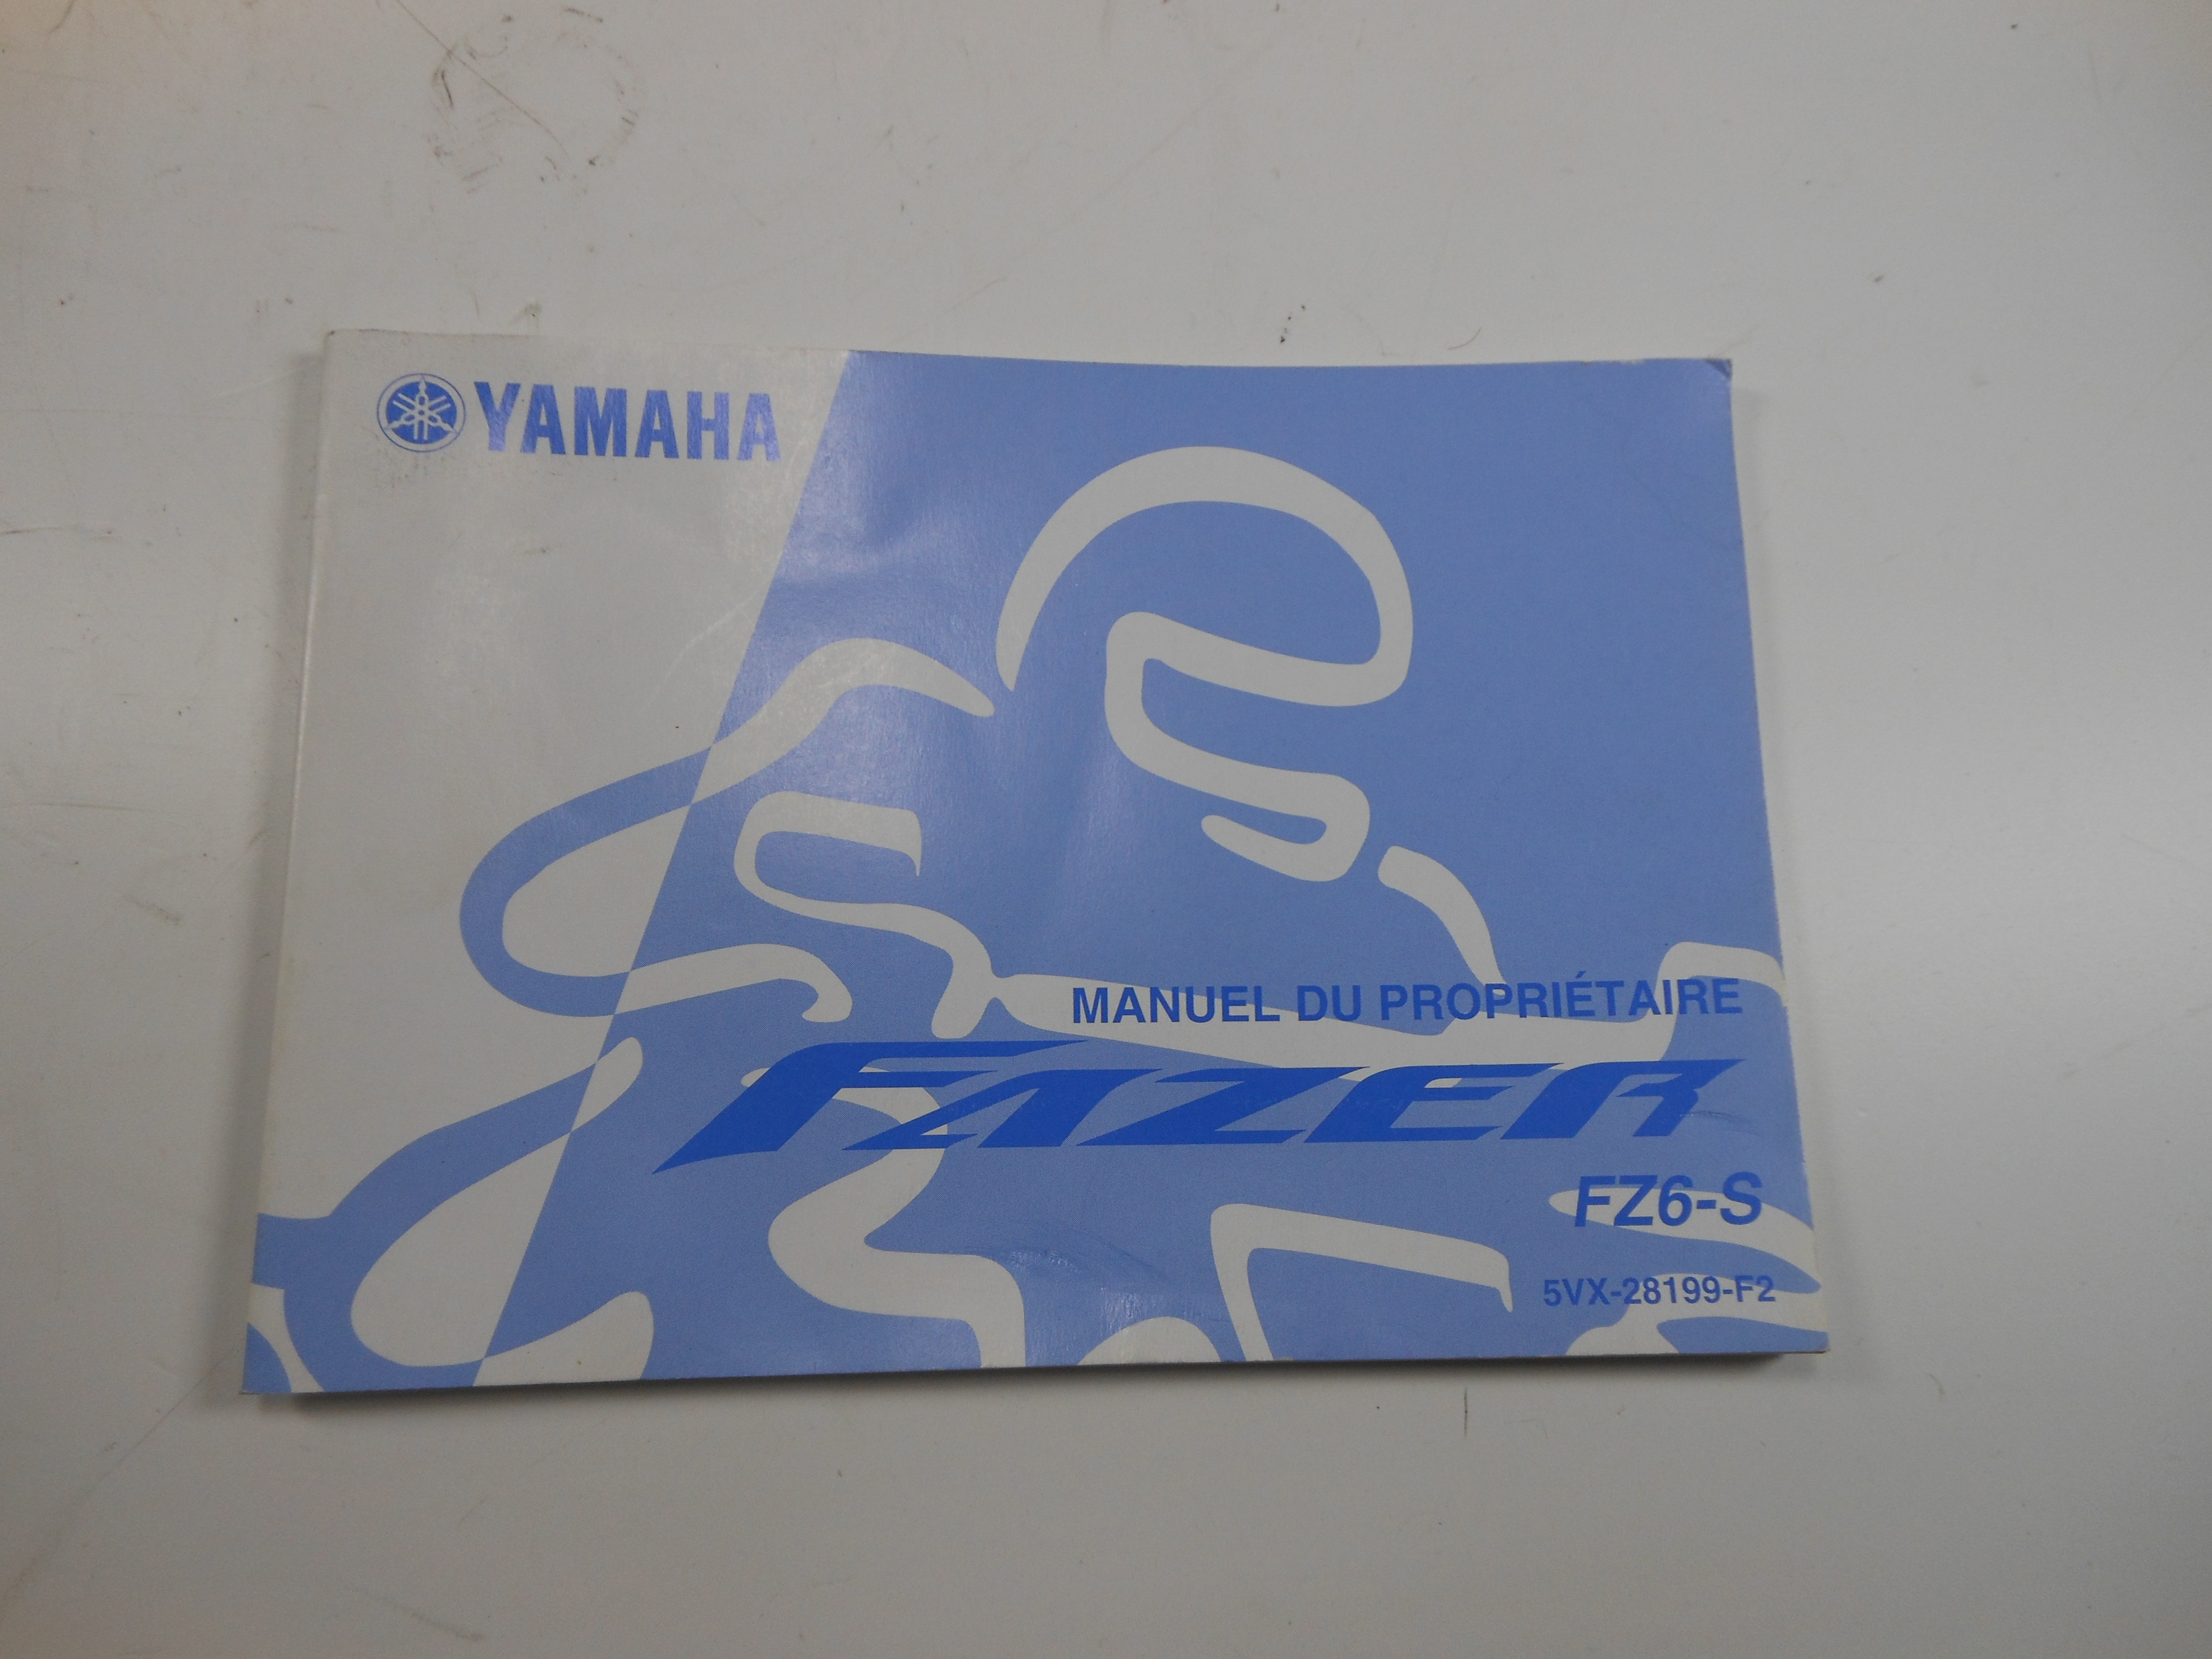 YAMAHA
MANUEL DU PROPRIÉTAIRE
FAZER
FZ6-S
5VX-28199-F2